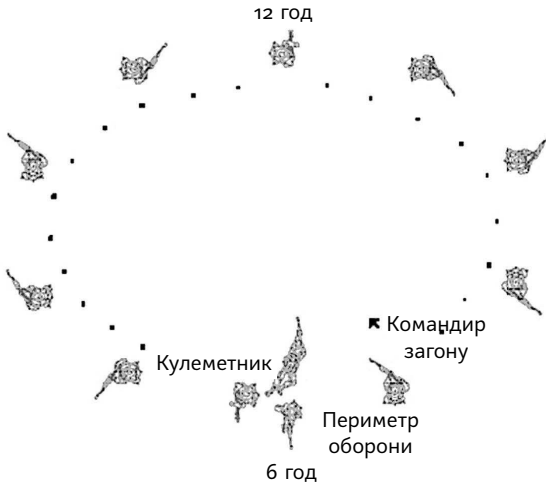 12 год
Командир
загону
Кулеметник
Периметр
оборони
6 год